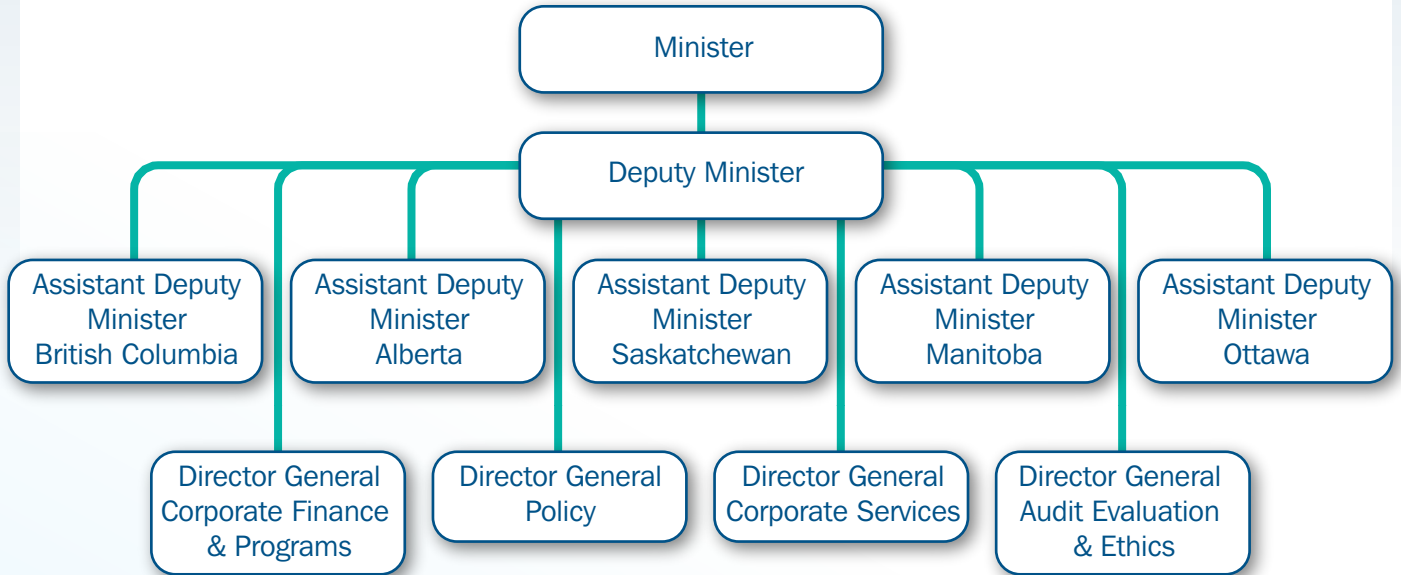 Minister
Deputy Minister
Assistant Deputy
Minister
British Columbia
Assistant Deputy
Minister
Alberta
Assistant Deputy
Minister
Saskatchewan
Assistant Deputy
Minister
Manitoba
Assistant Deputy
Minister
Ottawa
Director General
Corporate Finance
& Programs
Director General
Policy
Director General
Corporate Services
Director General
Audit Evaluation
& Ethics